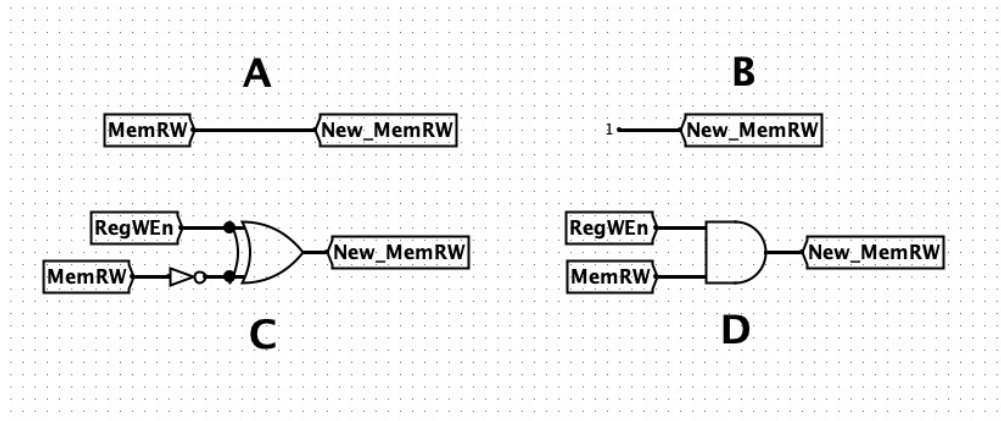 A
B
MemRW New_MemRW
1 New_MemRW
RegWEn
MemRW
New_MemRW
RegWEn
MemRW
New_MemRW
C
D